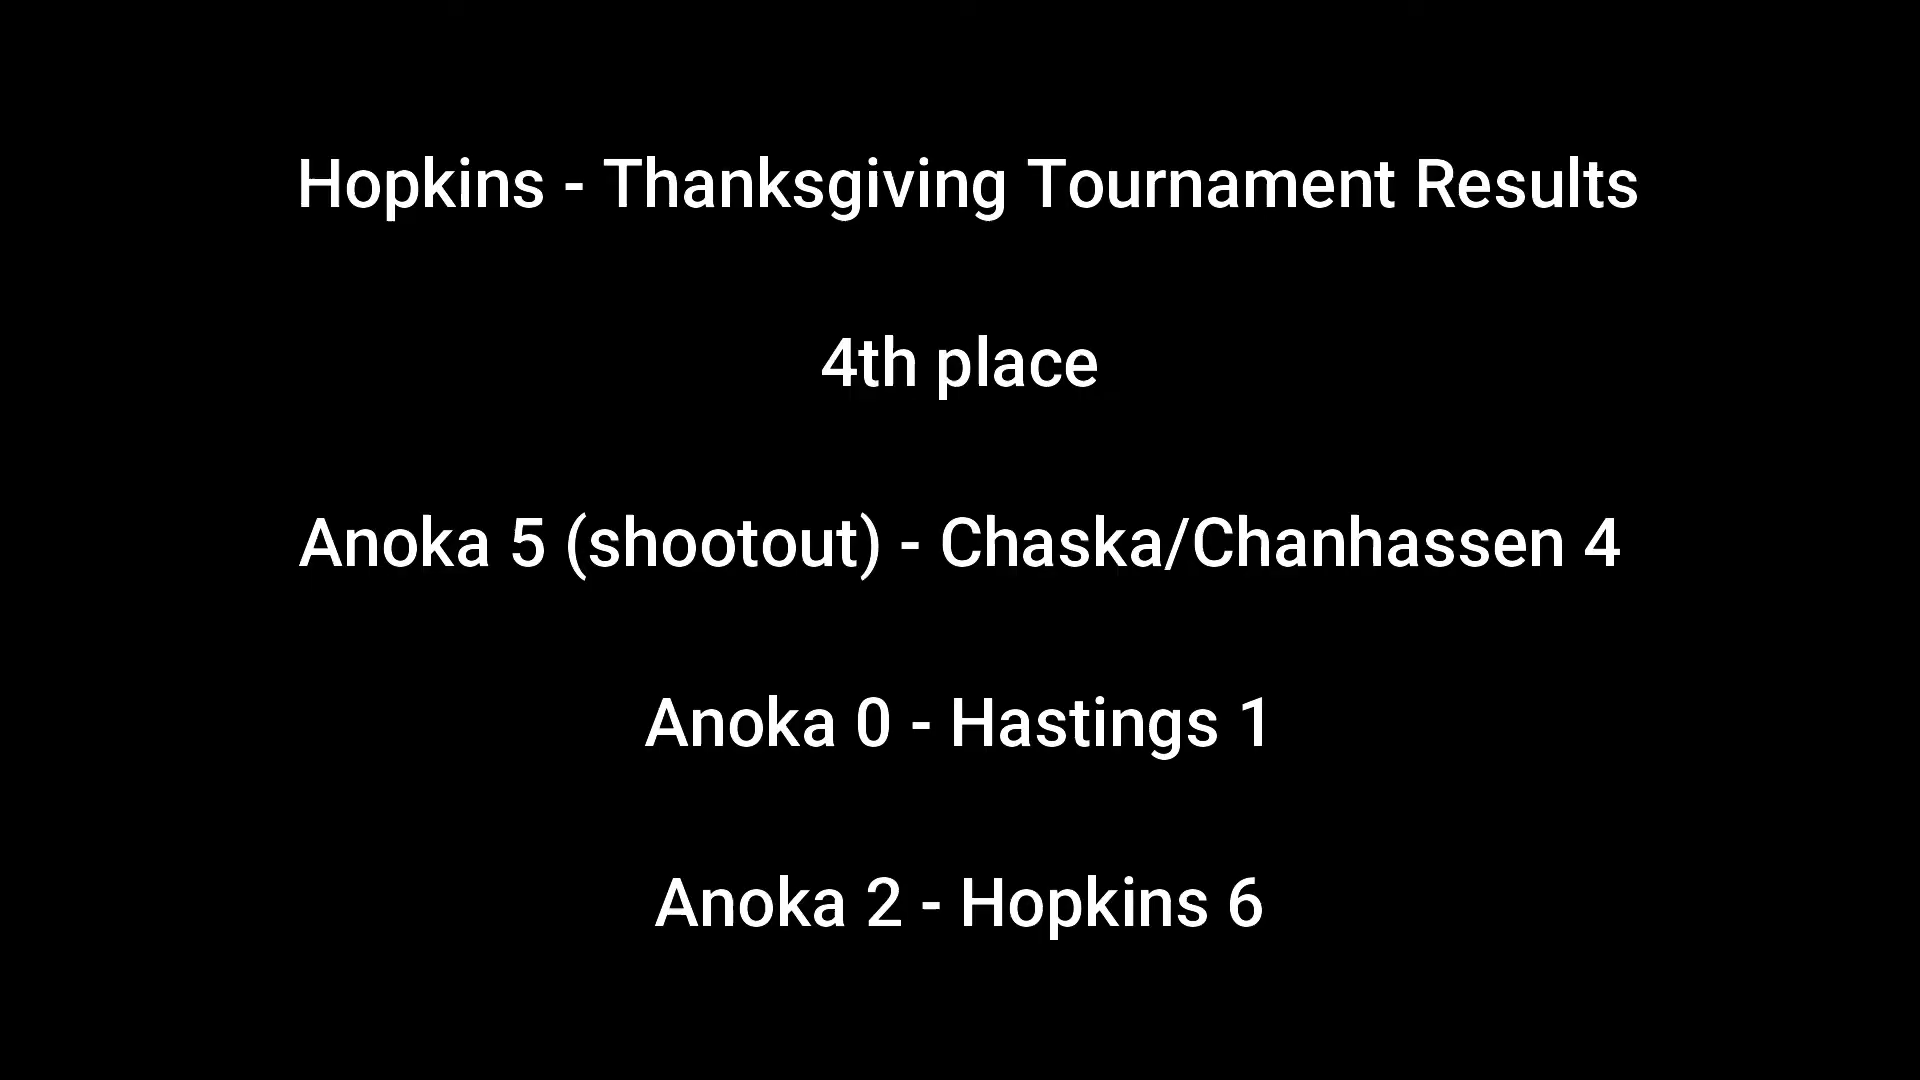 Hopkins - Thanksgiving Tournament Results
4th place
Anoka 5 (shootout) - Chaska/Chanhassen 4
Anoka 0 - Hastings 1
Anoka 2 - Hopkins 6